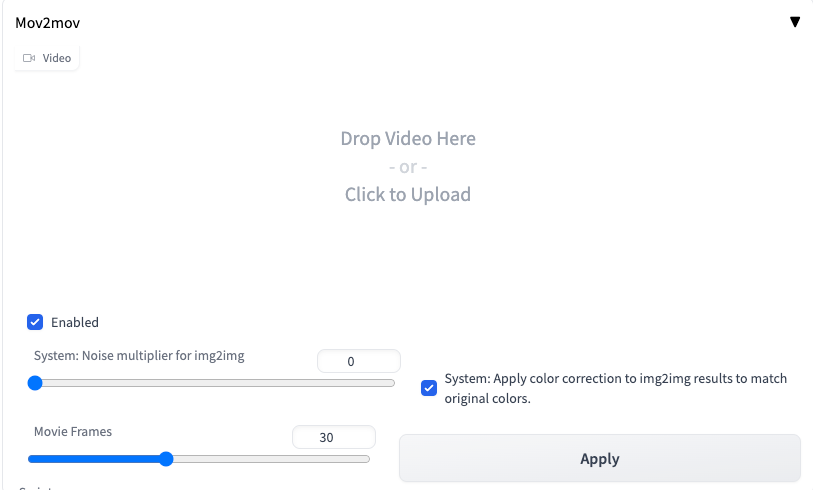 Mov2mov
Video
Drop Video Here
- or -
Click to Upload
Enabled
System: Noise multiplier for img2img
0
System: Apply color correction to img2img results to match
original colors.
Movie Frames
30
Apply